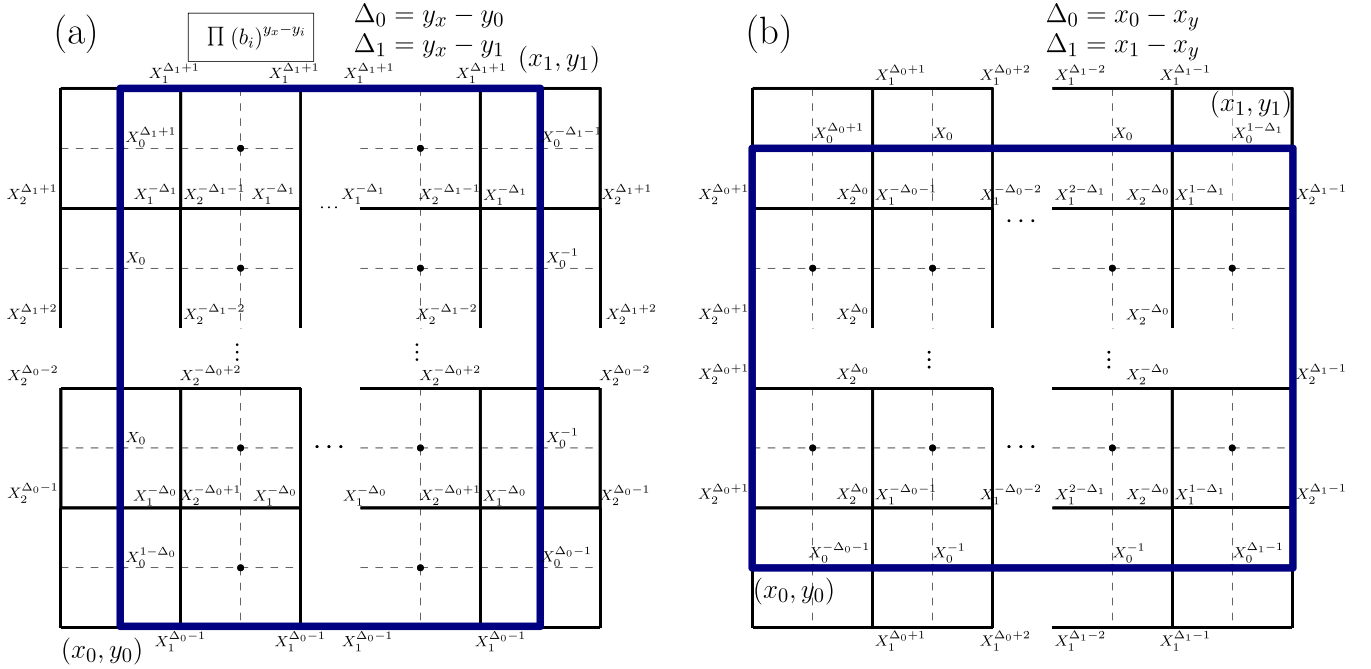 (a)
∏ (b_i)^{y_x−y_i}
Δ_0 = y_x − y_0
Δ_1 = y_x − y_1
(x_1, y_1)
X_1^{Δ_1+1} X_1^{Δ_1+1} X_1^{Δ_1+1} X_1^{Δ_1+1}
X_0^{Δ_1+1} X_0^{−Δ_1−1}
X_2^{Δ_1+1} X_1^{−Δ_1} X_2^{−Δ_1−1} X_1^{−Δ_1} ... X_1^{−Δ_1} X_2^{−Δ_1−1} X_1^{−Δ_1} X_2^{Δ_1+1}
X_0 X_0^{−1}
X_2^{Δ_1+2} X_2^{−Δ_1−2} X_2^{−Δ_1−2} X_2^{Δ_1+2}
⋮ ⋮
X_2^{Δ_0−2} X_2^{−Δ_0+2} X_2^{−Δ_0+2} X_2^{Δ_0−2}
X_0 ... X_0^{−1}
X_2^{Δ_0−1} X_1^{−Δ_0} X_2^{−Δ_0+1} X_1^{−Δ_0} X_1^{−Δ_0} X_2^{−Δ_0+1} X_1^{−Δ_0} X_2^{Δ_0−1}
X_0^{1−Δ_0} X_0^{Δ_0−1}
(x_0, y_0) X_1^{Δ_0−1} X_1^{Δ_0−1} X_1^{Δ_0−1} X_1^{Δ_0−1}
(b)
Δ_0 = x_0 − x_y
Δ_1 = x_1 − x_y
X_1^{Δ_0+1} X_1^{Δ_0+2} X_1^{Δ_1−2} X_1^{Δ_1−1}
(x_1, y_1)
X_0^{Δ_0+1} X_0 X_0 X_0^{1−Δ_1}
X_2^{Δ_0+1} X_2^{Δ_0} X_1^{−Δ_0−1} X_1^{−Δ_0−2} X_1^{2−Δ_1} X_2^{−Δ_0} X_1^{1−Δ_1} X_2^{Δ_1−1}
...
X_2^{Δ_0+1} X_2^{Δ_0} X_2^{−Δ_0} X_2^{Δ_1−1}
⋮ ⋮
X_2^{Δ_0+1} X_2^{Δ_0} X_2^{−Δ_0} X_2^{Δ_1−1}
...
X_2^{Δ_0+1} X_2^{Δ_0} X_1^{−Δ_0−1} X_1^{−Δ_0−2} X_1^{2−Δ_1} X_2^{−Δ_0} X_1^{1−Δ_1} X_2^{Δ_1−1}
X_0^{−Δ_0−1} X_0^{−1} X_0^{−1} X_0^{Δ_1−1}
(x_0, y_0)
X_1^{Δ_0+1} X_1^{Δ_0+2} X_1^{Δ_1−2} X_1^{Δ_1−1}